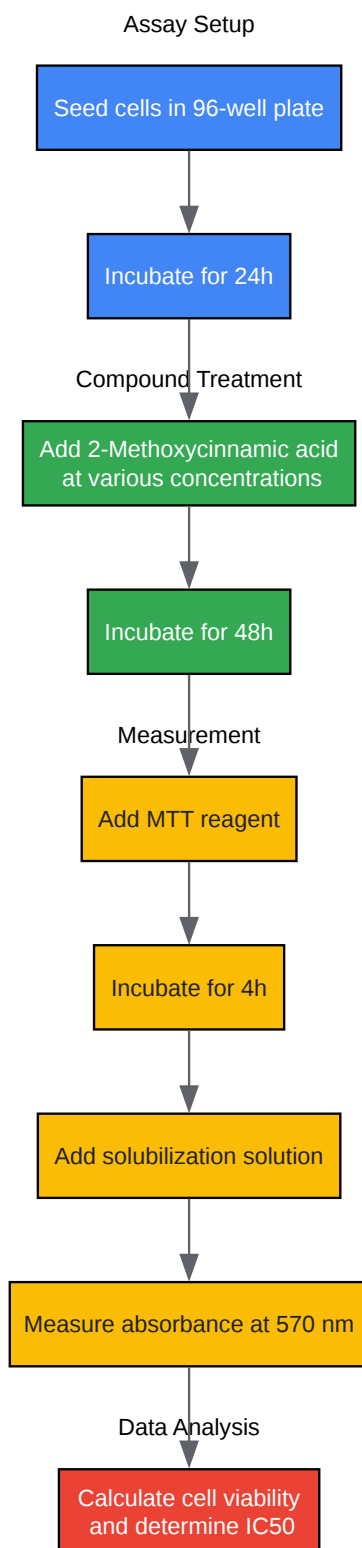 Assay Setup
Seed cells in 96-well plate
Incubate for 24h
Compound Treatment
Add 2-Methoxycinnamic acid
at various concentrations
Incubate for 48h
Measurement
Add MTT reagent
Incubate for 4h
Add solubilization solution
Measure absorbance at 570 nm
Data Analysis
Calculate cell viability
and determine IC50